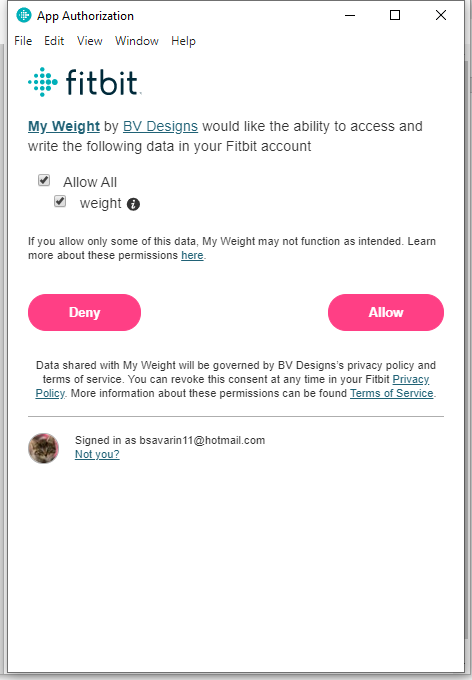 App Authorization
File Edit View Window Help
fitbit
My Weight by BV Designs would like the ability to access and
write the following data in your Fitbit account
Allow All
weight i
If you allow only some of this data, My Weight may not function as intended. Learn
more about these permissions here.
Deny Allow
Data shared with My Weight will be governed by BV Designs's privacy policy and
terms of service. You can revoke this consent at any time in your Fitbit Privacy
Policy. More information about these permissions can be found Terms of Service.
Signed in as bsavarin11@hotmail.com
Not you?